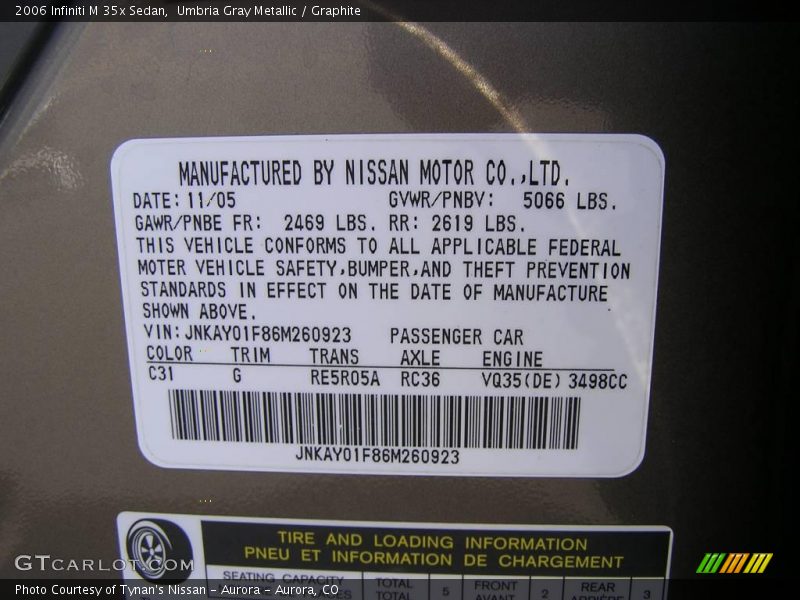 2006 Infiniti M 35x Sedan,  Umbria Gray Metallic / Graphite
MANUFACTURED BY NISSAN MOTOR CO.,LTD.
DATE: 11/05 GVWR/PNBV: 5066 LBS.
GAWR/PNBE FR: 2469 LBS. RR: 2619 LBS.
THIS VEHICLE CONFORMS TO ALL APPLICABLE FEDERAL
MOTER VEHICLE SAFETY,BUMPER,AND THEFT PREVENTION
STANDARDS IN EFFECT ON THE DATE OF MANUFACTURE
SHOWN ABOVE.
VIN: JNKAY01F86M260923 PASSENGER CAR
COLOR TRIM TRANS AXLE ENGINE
C31 G RE5R05A RC36 VQ35(DE) 3498CC
JNKAY01F86M260923
TIRE AND LOADING INFORMATION
PNEU ET INFORMATION DE CHARGEMENT
SEATING CAPACITY TOTAL 5 FRONT 2 REAR 3
TOTAL AVANT ARRIÈRE
GTCARLOT.COM
Photo Courtesy of Tynan's Nissan – Aurora – Aurora, CO